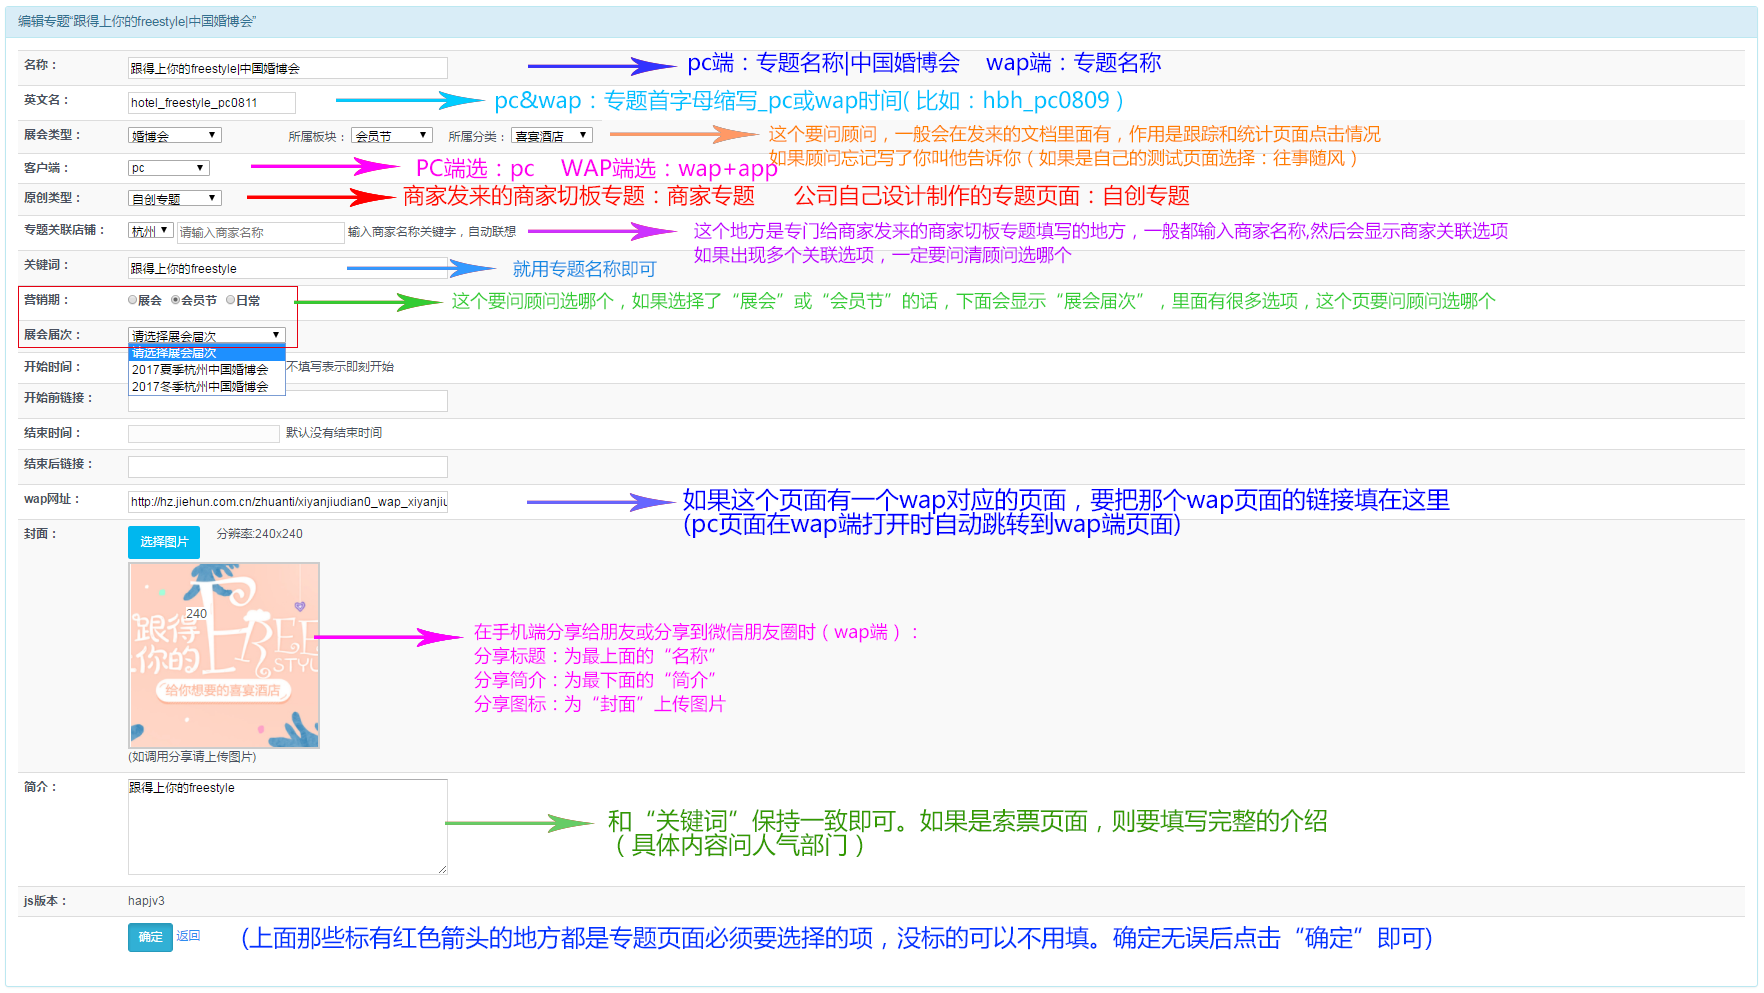 编辑专题“跟得上你的freestyle|中国婚博会”
名称： 跟得上你的freestyle|中国婚博会 pc端：专题名称|中国婚博会 wap端：专题名称
英文名： hotel_freestyle_pc0811 pc&wap：专题首字母缩写_pc或wap时间( 比如：hbh_pc0809 )
展会类型： 婚博会 所属板块： 会员节 所属分类： 喜宴酒店 这个要问顾问，一般会在发来的文档里面有，作用是跟踪和统计页面点击情况
如果顾问忘记写了你叫他告诉你（如果是自己的测试页面选择：往事随风）
客户端： pc PC端选：pc WAP端选：wap+app
原创类型： 自创专题 商家发来的商家切板专题：商家专题 公司自己设计制作的专题页面：自创专题
专题关联店铺： 杭州 请输入商家名称 输入商家名称关键字，自动联想 这个地方是专门给商家发来的商家切板专题填写的地方，一般都输入商家名称,然后会显示商家关联选项
如果出现多个关联选项，一定要问清顾问选哪个
关键词： 跟得上你的freestyle 就用专题名称即可
营销期： 展会 会员节 日常 这个要问顾问选哪个，如果选择了“展会”或“会员节”的话，下面会显示“展会届次”，里面有很多选项，这个页要问顾问选哪个
展会届次： 请选择展会届次
请选择展会届次
2017夏季杭州中国婚博会
2017冬季杭州中国婚博会
开始时间： 不填写表示即刻开始
开始前链接：
结束时间： 默认没有结束时间
结束后链接：
wap网址： http://hz.jiehun.com.cn/zhuanti/xiyanjiudian0_wap_xiyanjiu 如果这个页面有一个wap对应的页面，要把那个wap页面的链接填在这里
(pc页面在wap端打开时自动跳转到wap端页面)
封面： 选择图片 分辨率:240x240
240
跟得
你的
FREE
STYL
给你想要的喜宴酒店
(如调用分享请上传图片)
在手机端分享给朋友或分享到微信朋友圈时（wap端）：
分享标题：为最上面的“名称”
分享简介：为最下面的“简介”
分享图标：为“封面”上传图片
简介： 跟得上你的freestyle
和“关键词”保持一致即可。如果是索票页面，则要填写完整的介绍
（具体内容问人气部门）
js版本： hapjv3
确定 返回 (上面那些标有红色箭头的地方都是专题页面必须要选择的项，没标的可以不用填。确定无误后点击“确定”即可)